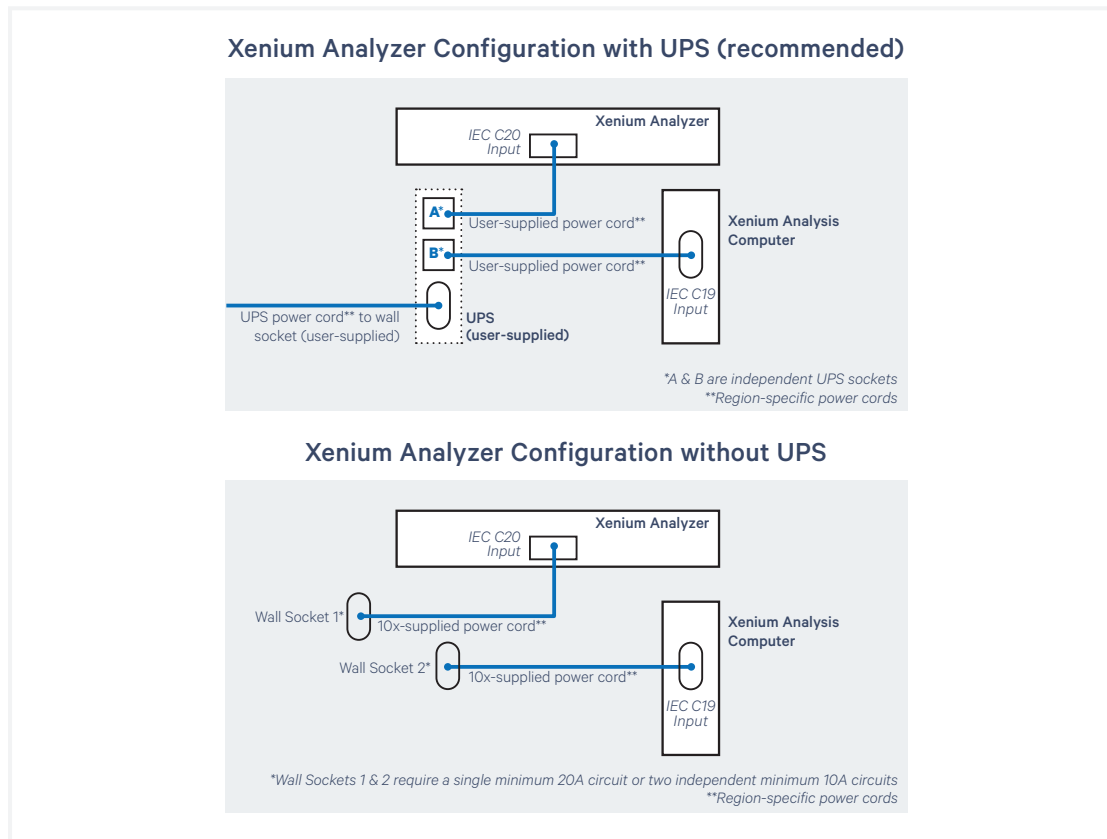 Xenium Analyzer Configuration with UPS (recommended)
Xenium Analyzer
IEC C20
Input
A*
User-supplied power cord**
B*
User-supplied power cord**
Xenium Analysis
Computer
IEC C19
Input
UPS power cord** to wall
socket (user-supplied)
UPS
(user-supplied)
*A & B are independent UPS sockets
**Region-specific power cords
Xenium Analyzer Configuration without UPS
Xenium Analyzer
IEC C20
Input
Wall Socket 1*
10x-supplied power cord**
Wall Socket 2*
10x-supplied power cord**
Xenium Analysis
Computer
IEC C19
Input
*Wall Sockets 1 & 2 require a single minimum 20A circuit or two independent minimum 10A circuits
**Region-specific power cords